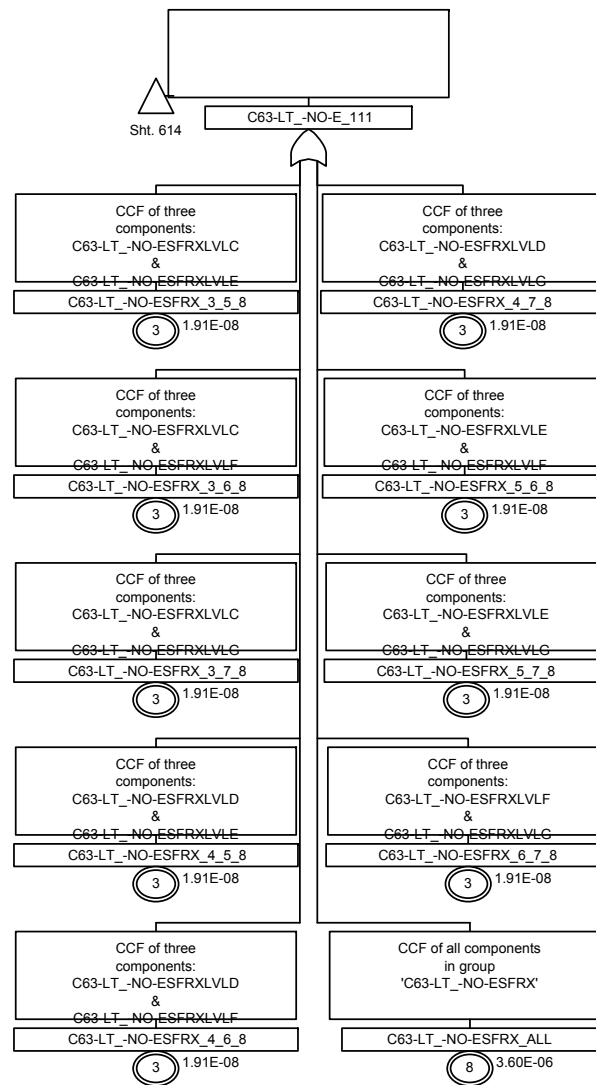 Sht. 614
C63-LT_-NO-E_111
CCF of three
components:
C63-LT_-NO-ESFRXLVLC
&
C63-LT_-NO-ESFRXLVLE
C63-LT_-NO-ESFRX_3_5_8
3
1.91E-08
CCF of three
components:
C63-LT_-NO-ESFRXLVLD
&
C63-LT_-NO-ESFRXLVLG
C63-LT_-NO-ESFRX_4_7_8
3
1.91E-08
CCF of three
components:
C63-LT_-NO-ESFRXLVLC
&
C63-LT_-NO-ESFRXLVLF
C63-LT_-NO-ESFRX_3_6_8
3
1.91E-08
CCF of three
components:
C63-LT_-NO-ESFRXLVLE
&
C63-LT_-NO-ESFRXLVLF
C63-LT_-NO-ESFRX_5_6_8
3
1.91E-08
CCF of three
components:
C63-LT_-NO-ESFRXLVLC
&
C63-LT_-NO-ESFRXLVLG
C63-LT_-NO-ESFRX_3_7_8
3
1.91E-08
CCF of three
components:
C63-LT_-NO-ESFRXLVLE
&
C63-LT_-NO-ESFRXLVLG
C63-LT_-NO-ESFRX_5_7_8
3
1.91E-08
CCF of three
components:
C63-LT_-NO-ESFRXLVLD
&
C63-LT_-NO-ESFRXLVLE
C63-LT_-NO-ESFRX_4_5_8
3
1.91E-08
CCF of three
components:
C63-LT_-NO-ESFRXLVLF
&
C63-LT_-NO-ESFRXLVLG
C63-LT_-NO-ESFRX_6_7_8
3
1.91E-08
CCF of three
components:
C63-LT_-NO-ESFRXLVLD
&
C63-LT_-NO-ESFRXLVLF
C63-LT_-NO-ESFRX_4_6_8
3
1.91E-08
CCF of all components
in group
'C63-LT_-NO-ESFRX'
C63-LT_-NO-ESFRX_ALL
8
3.60E-06